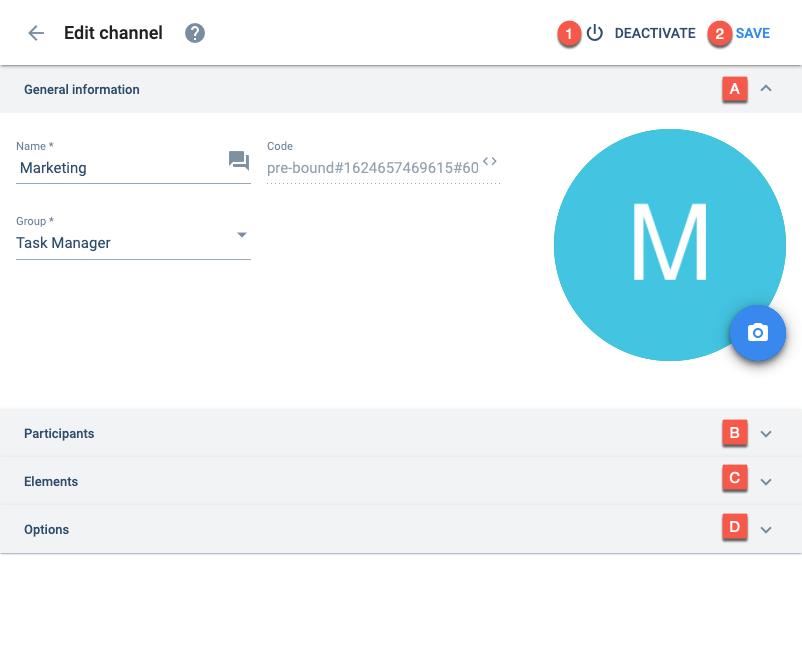 Edit channel ?
1 DEACTIVATE 2 SAVE
General information A
Name *
Marketing
Code
pre-bound#1624657469615#60
Group *
Task Manager
M
Participants B
Elements C
Options D